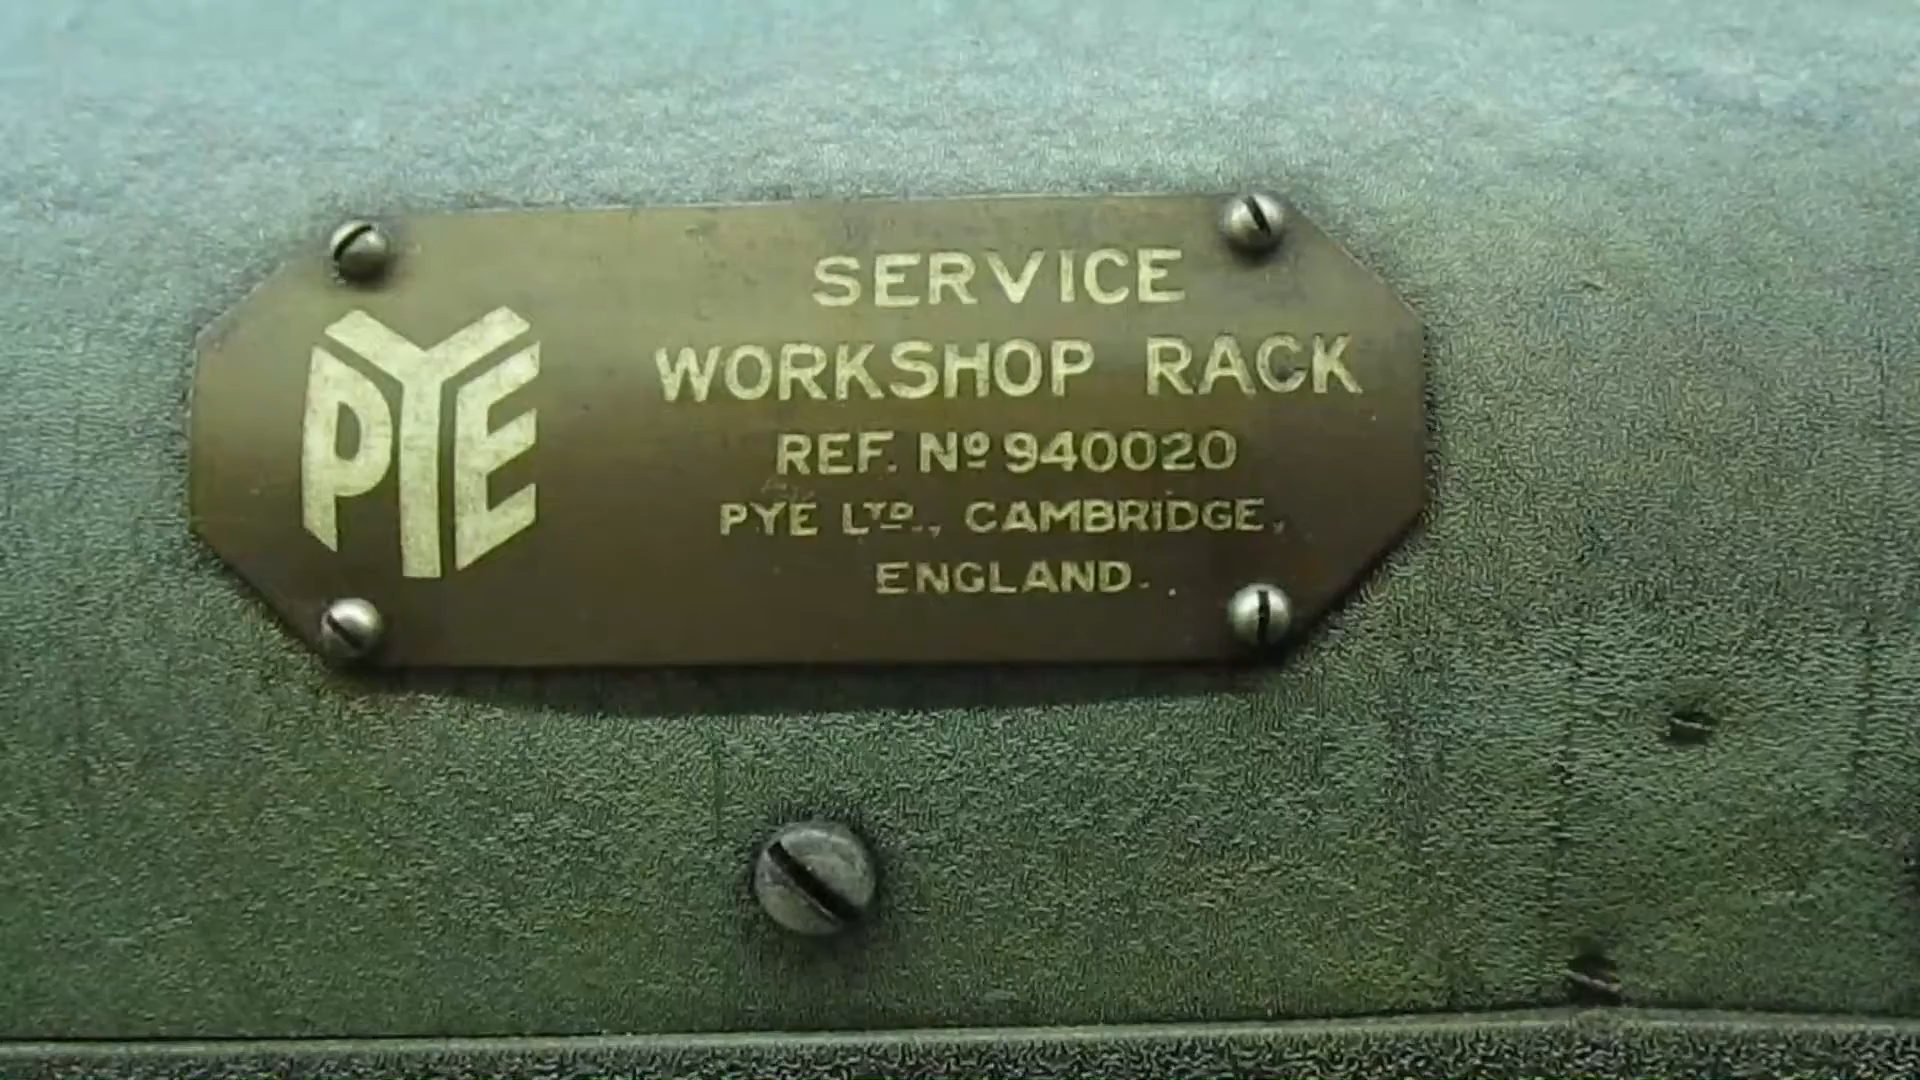 PYE
SERVICE
WORKSHOP RACK
REF. Nº 940020
PYE LTD., CAMBRIDGE,
ENGLAND.